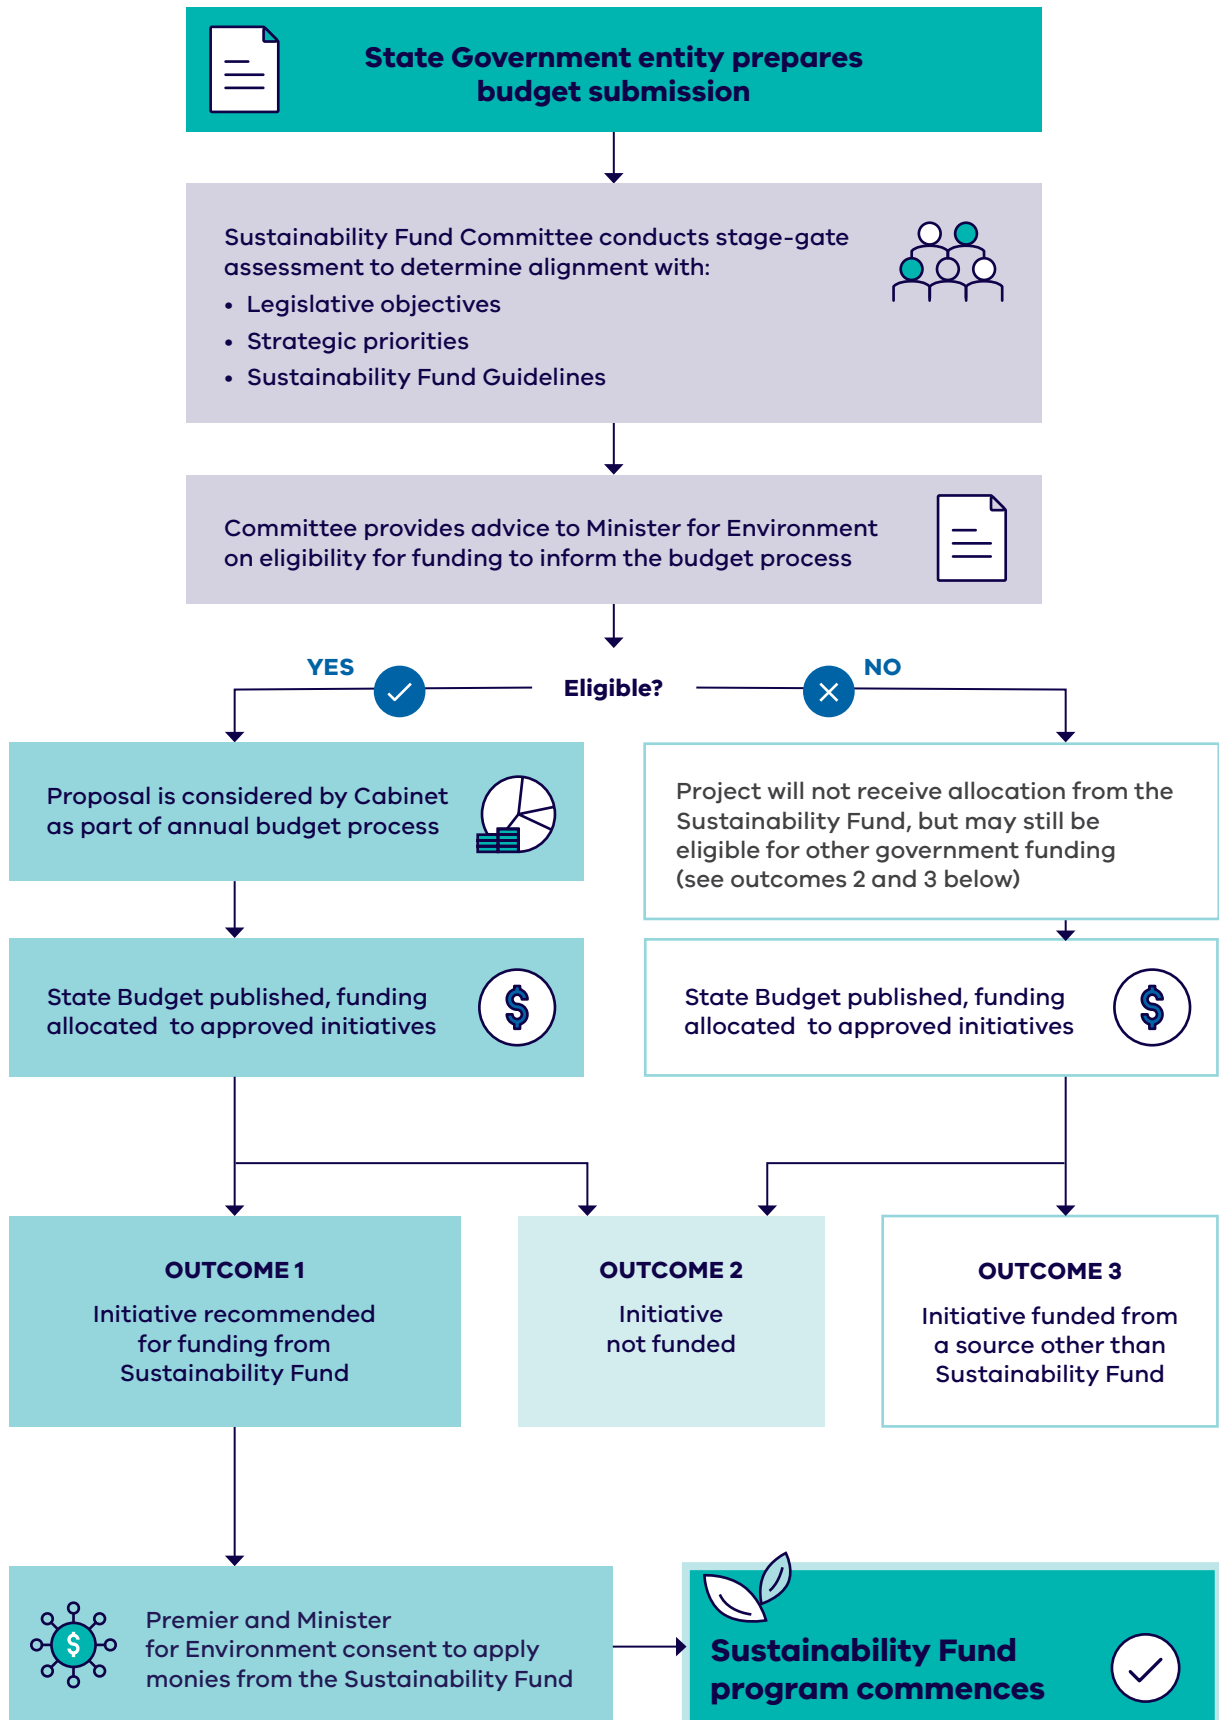 State Government entity prepares
budget submission
Sustainability Fund Committee conducts stage-gate
assessment to determine alignment with:
• Legislative objectives
• Strategic priorities
• Sustainability Fund Guidelines
Committee provides advice to Minister for Environment
on eligibility for funding to inform the budget process
YES
Eligible?
NO
Proposal is considered by Cabinet
as part of annual budget process
Project will not receive allocation from the
Sustainability Fund, but may still be
eligible for other government funding
(see outcomes 2 and 3 below)
State Budget published, funding
allocated to approved initiatives
$
State Budget published, funding
allocated to approved initiatives
$
OUTCOME 1
Initiative recommended
for funding from
Sustainability Fund
OUTCOME 2
Initiative
not funded
OUTCOME 3
Initiative funded from
a source other than
Sustainability Fund
$
Premier and Minister
for Environment consent to apply
monies from the Sustainability Fund
Sustainability Fund
program commences